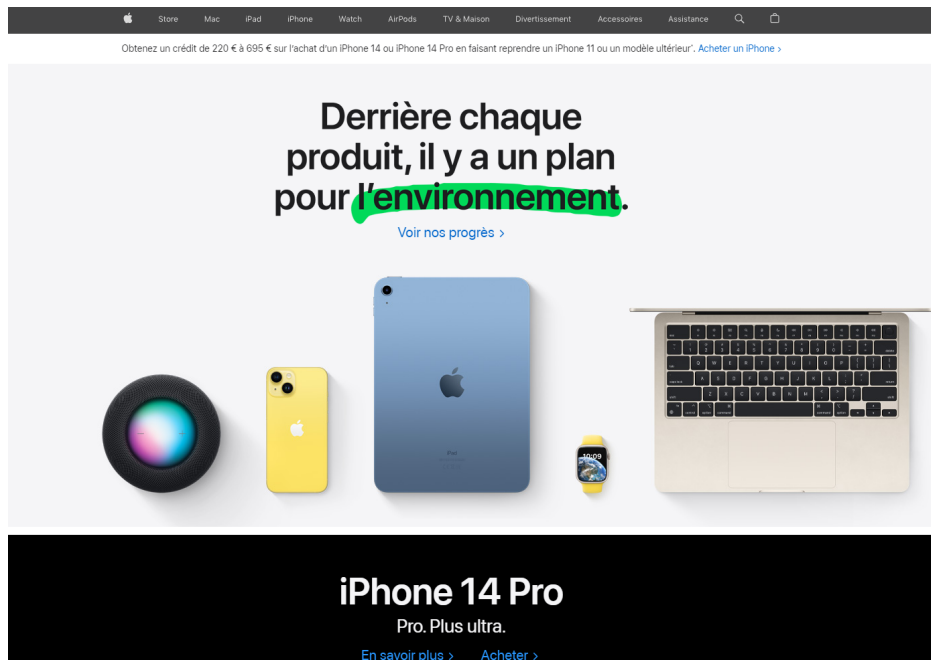 Store Mac iPad iPhone Watch AirPods TV & Maison Divertissement Accessoires Assistance
Obtenez un crédit de 220 € à 695 € sur l'achat d'un iPhone 14 ou iPhone 14 Pro en faisant reprendre un iPhone 11 ou un modèle ultérieur*. Acheter un iPhone >
Derrière chaque
produit, il y a un plan
pour l'environnement.
Voir nos progrès >
10:09
iPad
iPhone 14 Pro
Pro. Plus ultra.
En savoir plus > Acheter >